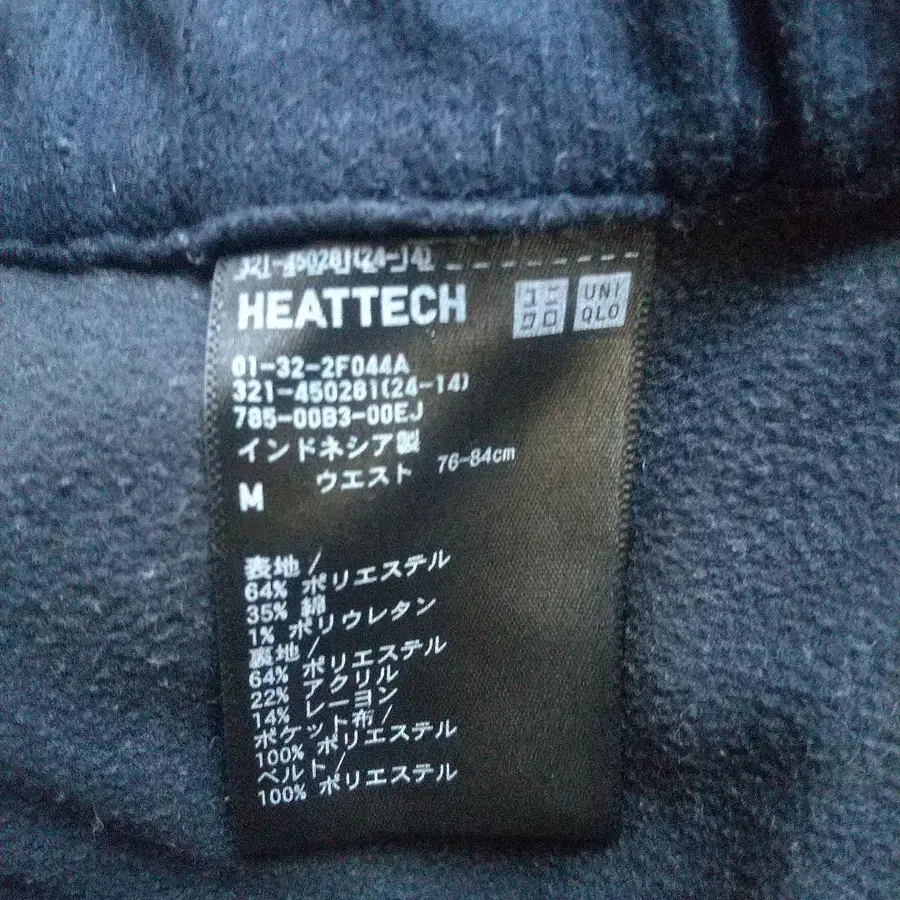 321-450281(24-14)
HEATTECH
ユニ
クロ
UNI
QLO
01-32-2F044A
321-450281(24-14)
785-00B3-00EJ
インドネシア製
M ウエスト 76-84cm
表地/
64% ポリエステル
35% 綿
1% ポリウレタン
裏地/
64% ポリエステル
22% アクリル
14% レーヨン
ポケット布/
100% ポリエステル
ベルト/
100% ポリエステル